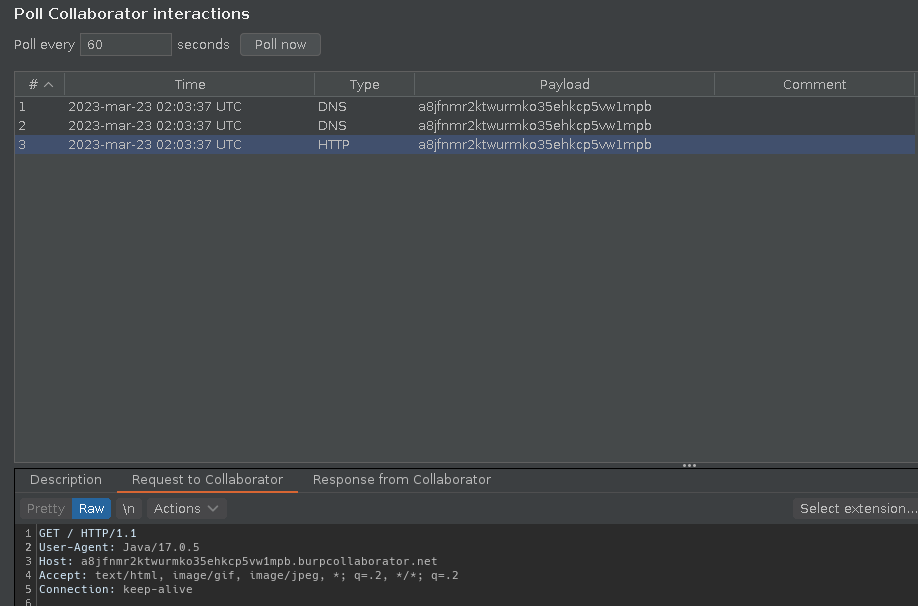 Poll Collaborator interactions
Poll every 60 seconds Poll now
# Time Type Payload Comment
1 2023-mar-23 02:03:37 UTC DNS a8jfnmr2ktwurmko35ehkcp5vw1mpb
2 2023-mar-23 02:03:37 UTC DNS a8jfnmr2ktwurmko35ehkcp5vw1mpb
3 2023-mar-23 02:03:37 UTC HTTP a8jfnmr2ktwurmko35ehkcp5vw1mpb
Description Request to Collaborator Response from Collaborator
Pretty Raw \n Actions Select extension...
1 GET / HTTP/1.1
2 User-Agent: Java/17.0.5
3 Host: a8jfnmr2ktwurmko35ehkcp5vw1mpb.burpcollaborator.net
4 Accept: text/html, image/gif, image/jpeg, *; q=.2, */*; q=.2
5 Connection: keep-alive
6